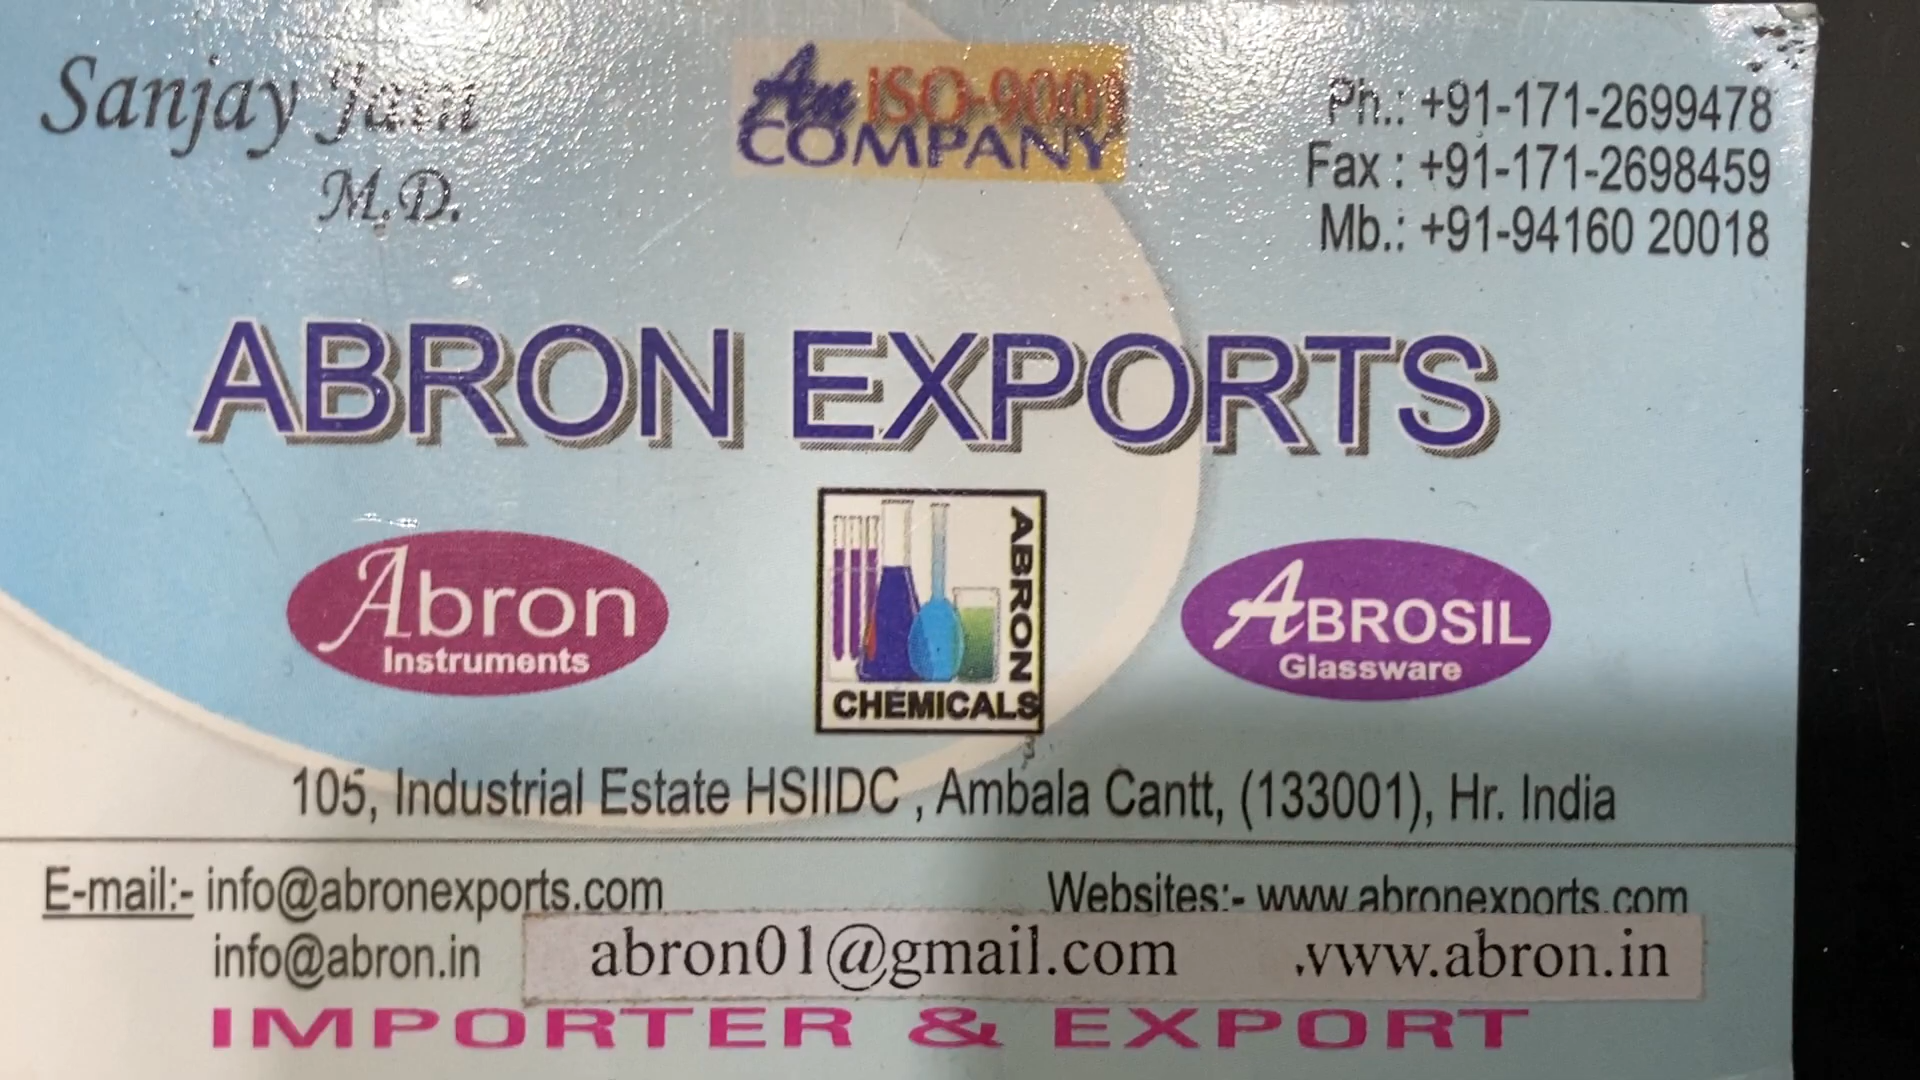 Sanjay Jain
M.D.
An ISO-9001
COMPANY
Ph.: +91-171-2699478
Fax : +91-171-2698459
Mb.: +91-94160 20018
ABRON EXPORTS
Abron
Instruments
ABRON
CHEMICALS
ABROSIL
Glassware
105, Industrial Estate HSIIDC , Ambala Cantt, (133001), Hr. India
E-mail:- info@abronexports.com
Websites:- www.abronexports.com
info@abron.in
abron01@gmail.com
www.abron.in
IMPORTER & EXPORT